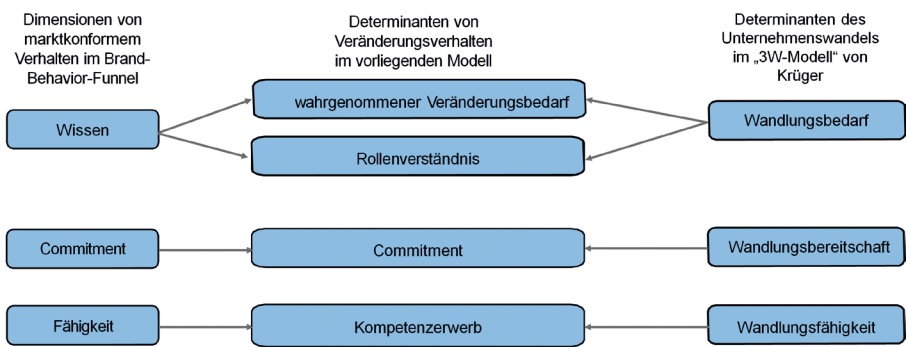 Dimensionen von
marktkonformem
Verhalten im Brand-
Behavior-Funnel
Determinanten von
Veränderungsverhalten
im vorliegenden Modell
Determinanten des
Unternehmenswandels
im „3W-Modell“ von
Krüger
Wissen
wahrgenommener Veränderungsbedarf
Rollenverständnis
Wandlungsbedarf
Commitment
Commitment
Wandlungsbereitschaft
Fähigkeit
Kompetenzerwerb
Wandlungsfähigkeit